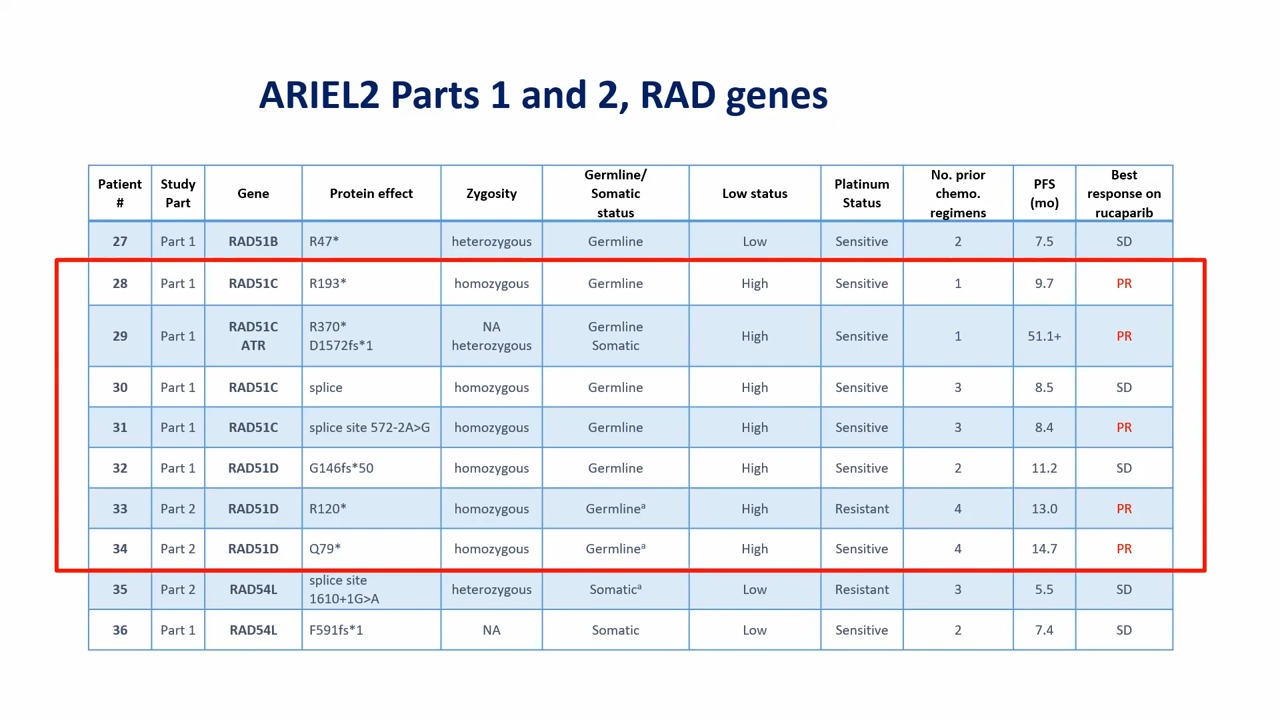 ARIEL2 Parts 1 and 2, RAD genes
Patient # Study Part Gene Protein effect Zygosity Germline/ Somatic status Low status Platinum Status No. prior chemo. regimens PFS (mo) Best response on rucaparib
27 Part 1 RAD51B R47* heterozygous Germline Low Sensitive 2 7.5 SD
28 Part 1 RAD51C R193* homozygous Germline High Sensitive 1 9.7 PR
29 Part 1 RAD51C ATR R370* D1572fs*1 NA heterozygous Germline Somatic High Sensitive 1 51.1+ PR
30 Part 1 RAD51C splice homozygous Germline High Sensitive 3 8.5 SD
31 Part 1 RAD51C splice site 572-2A>G homozygous Germline High Sensitive 3 8.4 PR
32 Part 1 RAD51D G146fs*50 homozygous Germline High Sensitive 2 11.2 SD
33 Part 2 RAD51D R120* homozygous Germlineᵃ High Resistant 4 13.0 PR
34 Part 2 RAD51D Q79* homozygous Germlineᵃ High Sensitive 4 14.7 PR
35 Part 2 RAD54L splice site 1610+1G>A heterozygous Somaticᵃ Low Resistant 3 5.5 SD
36 Part 1 RAD54L F591fs*1 NA Somatic Low Sensitive 2 7.4 SD